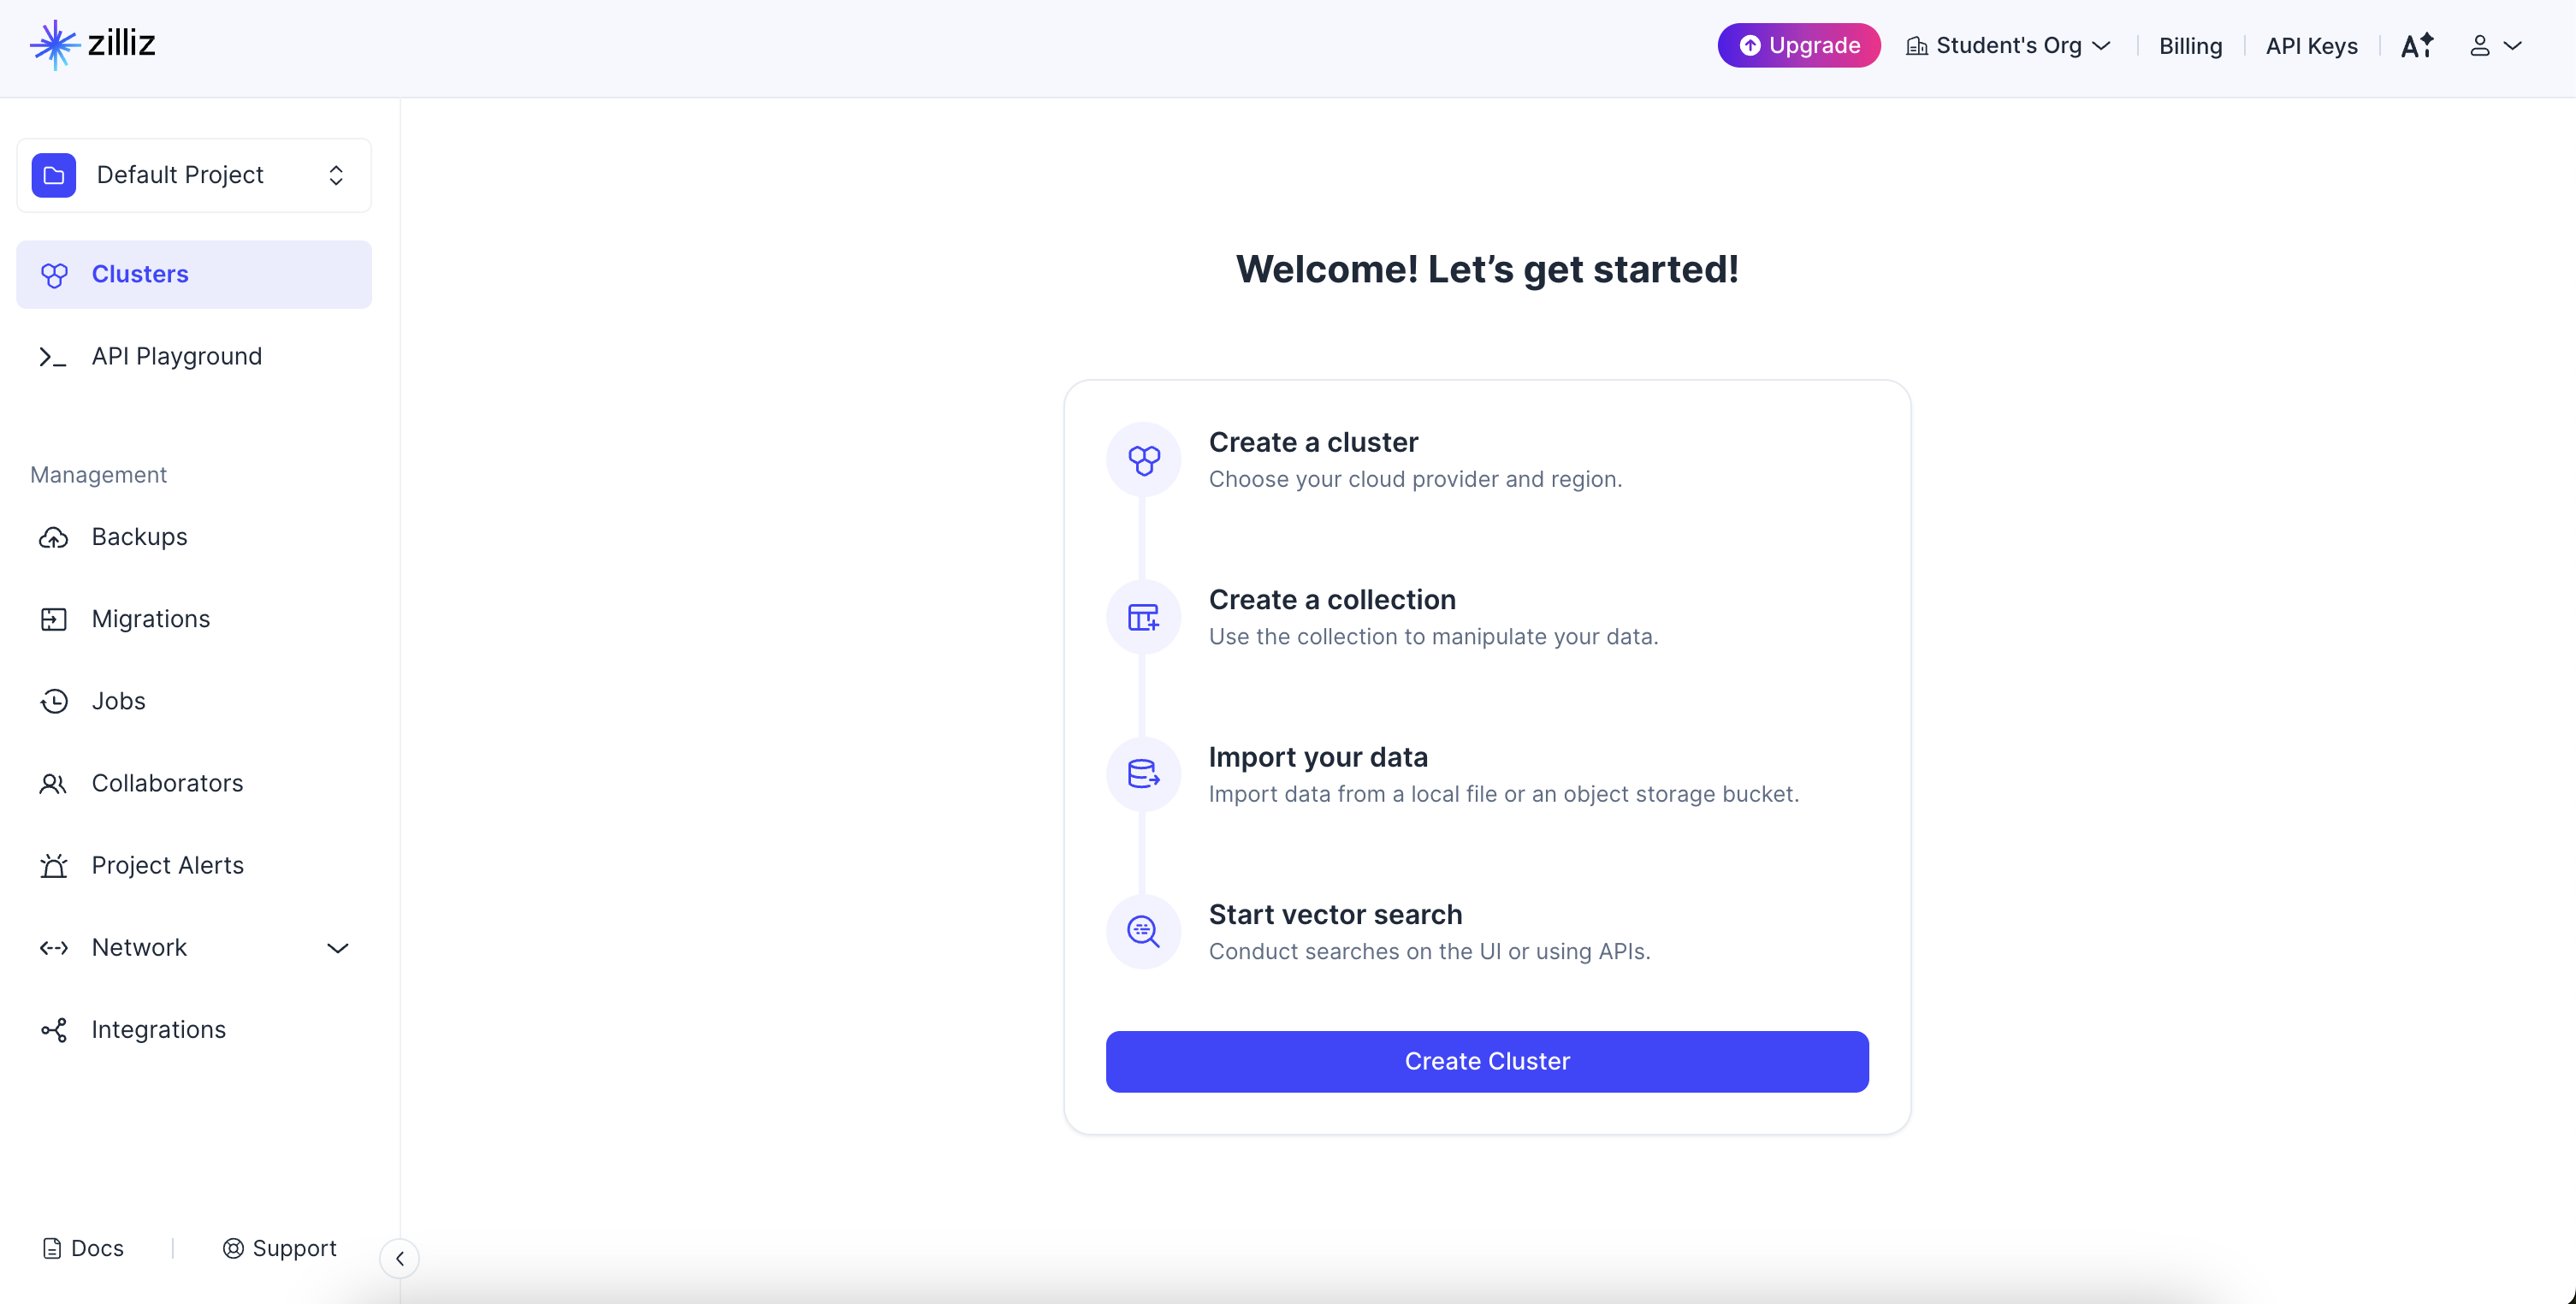 zilliz
Upgrade
Student's Org
Billing
API Keys
Default Project
Clusters
API Playground
Management
Backups
Migrations
Jobs
Collaborators
Project Alerts
Network
Integrations
Docs
Support
Welcome! Let’s get started!
Create a cluster
Choose your cloud provider and region.
Create a collection
Use the collection to manipulate your data.
Import your data
Import data from a local file or an object storage bucket.
Start vector search
Conduct searches on the UI or using APIs.
Create Cluster